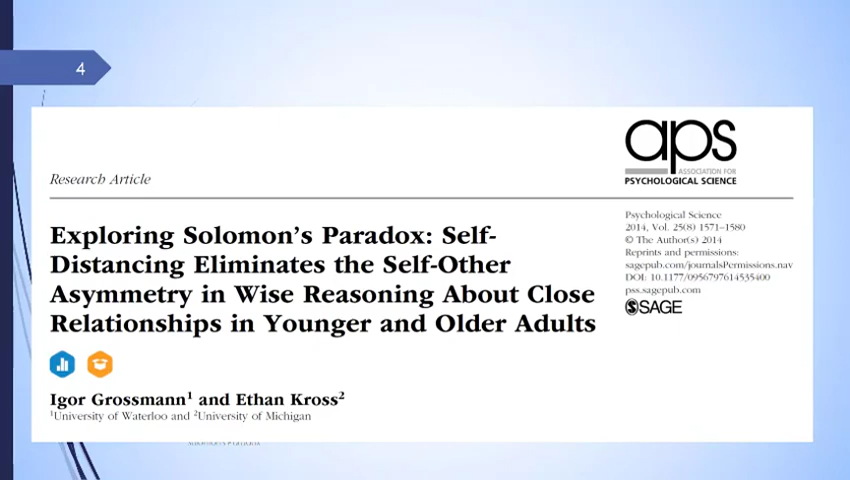 4
aps
ASSOCIATION FOR
PSYCHOLOGICAL SCIENCE
Research Article
Exploring Solomon's Paradox: Self-
Distancing Eliminates the Self-Other
Asymmetry in Wise Reasoning About Close
Relationships in Younger and Older Adults
Igor Grossmann1 and Ethan Kross2
1University of Waterloo and 2University of Michigan
Psychological Science
2014, Vol. 25(8) 1571–1580
© The Author(s) 2014
Reprints and permissions:
sagepub.com/journalsPermissions.nav
DOI: 10.1177/0956797614535400
pss.sagepub.com
SAGE